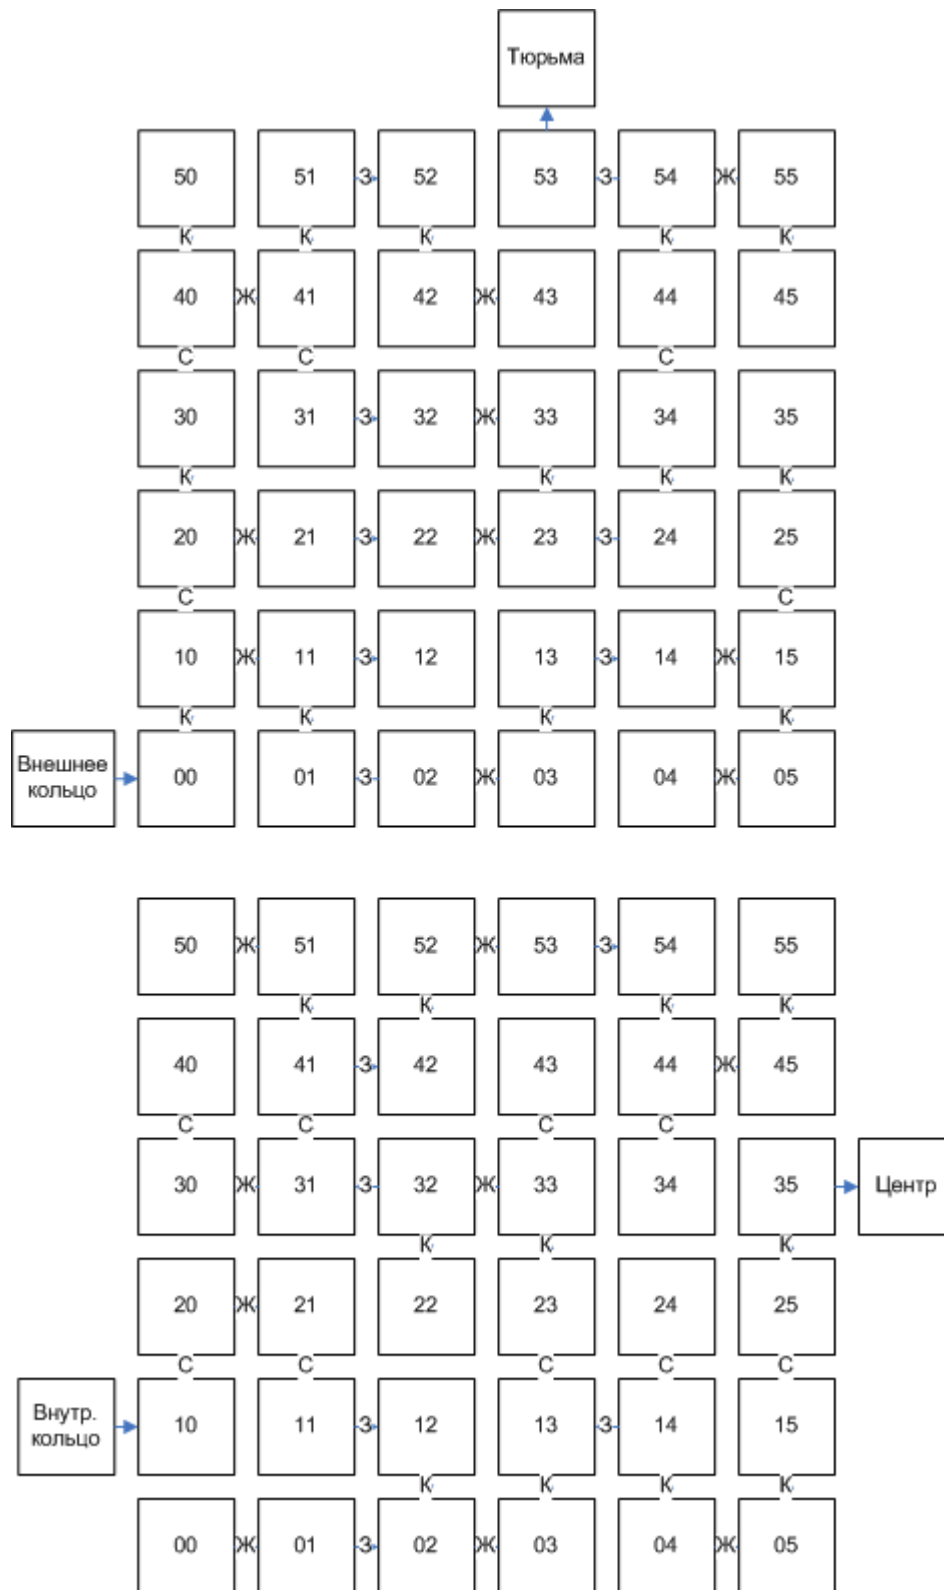 Тюрьма
50 51 З 52 53 З 54 Ж 55
К К К К К
40 Ж 41 42 Ж 43 44 45
С С С
30 31 З 32 Ж 33 34 35
К К К К
20 Ж 21 З 22 Ж 23 З 24 25
С С
10 Ж 11 З 12 13 З 14 Ж 15
К К К К
Внешнее
кольцо
00 01 З 02 Ж 03 04 Ж 05
50 Ж 51 52 Ж 53 З 54 55
К К К К
40 41 З 42 43 44 Ж 45
С С С С
30 Ж 31 З 32 Ж 33 34 35 Центр
К К К
20 Ж 21 22 23 24 25
С С С С С
Внутр.
кольцо
10 11 З 12 13 З 14 15
К К К К
00 Ж 01 З 02 Ж 03 04 Ж 05